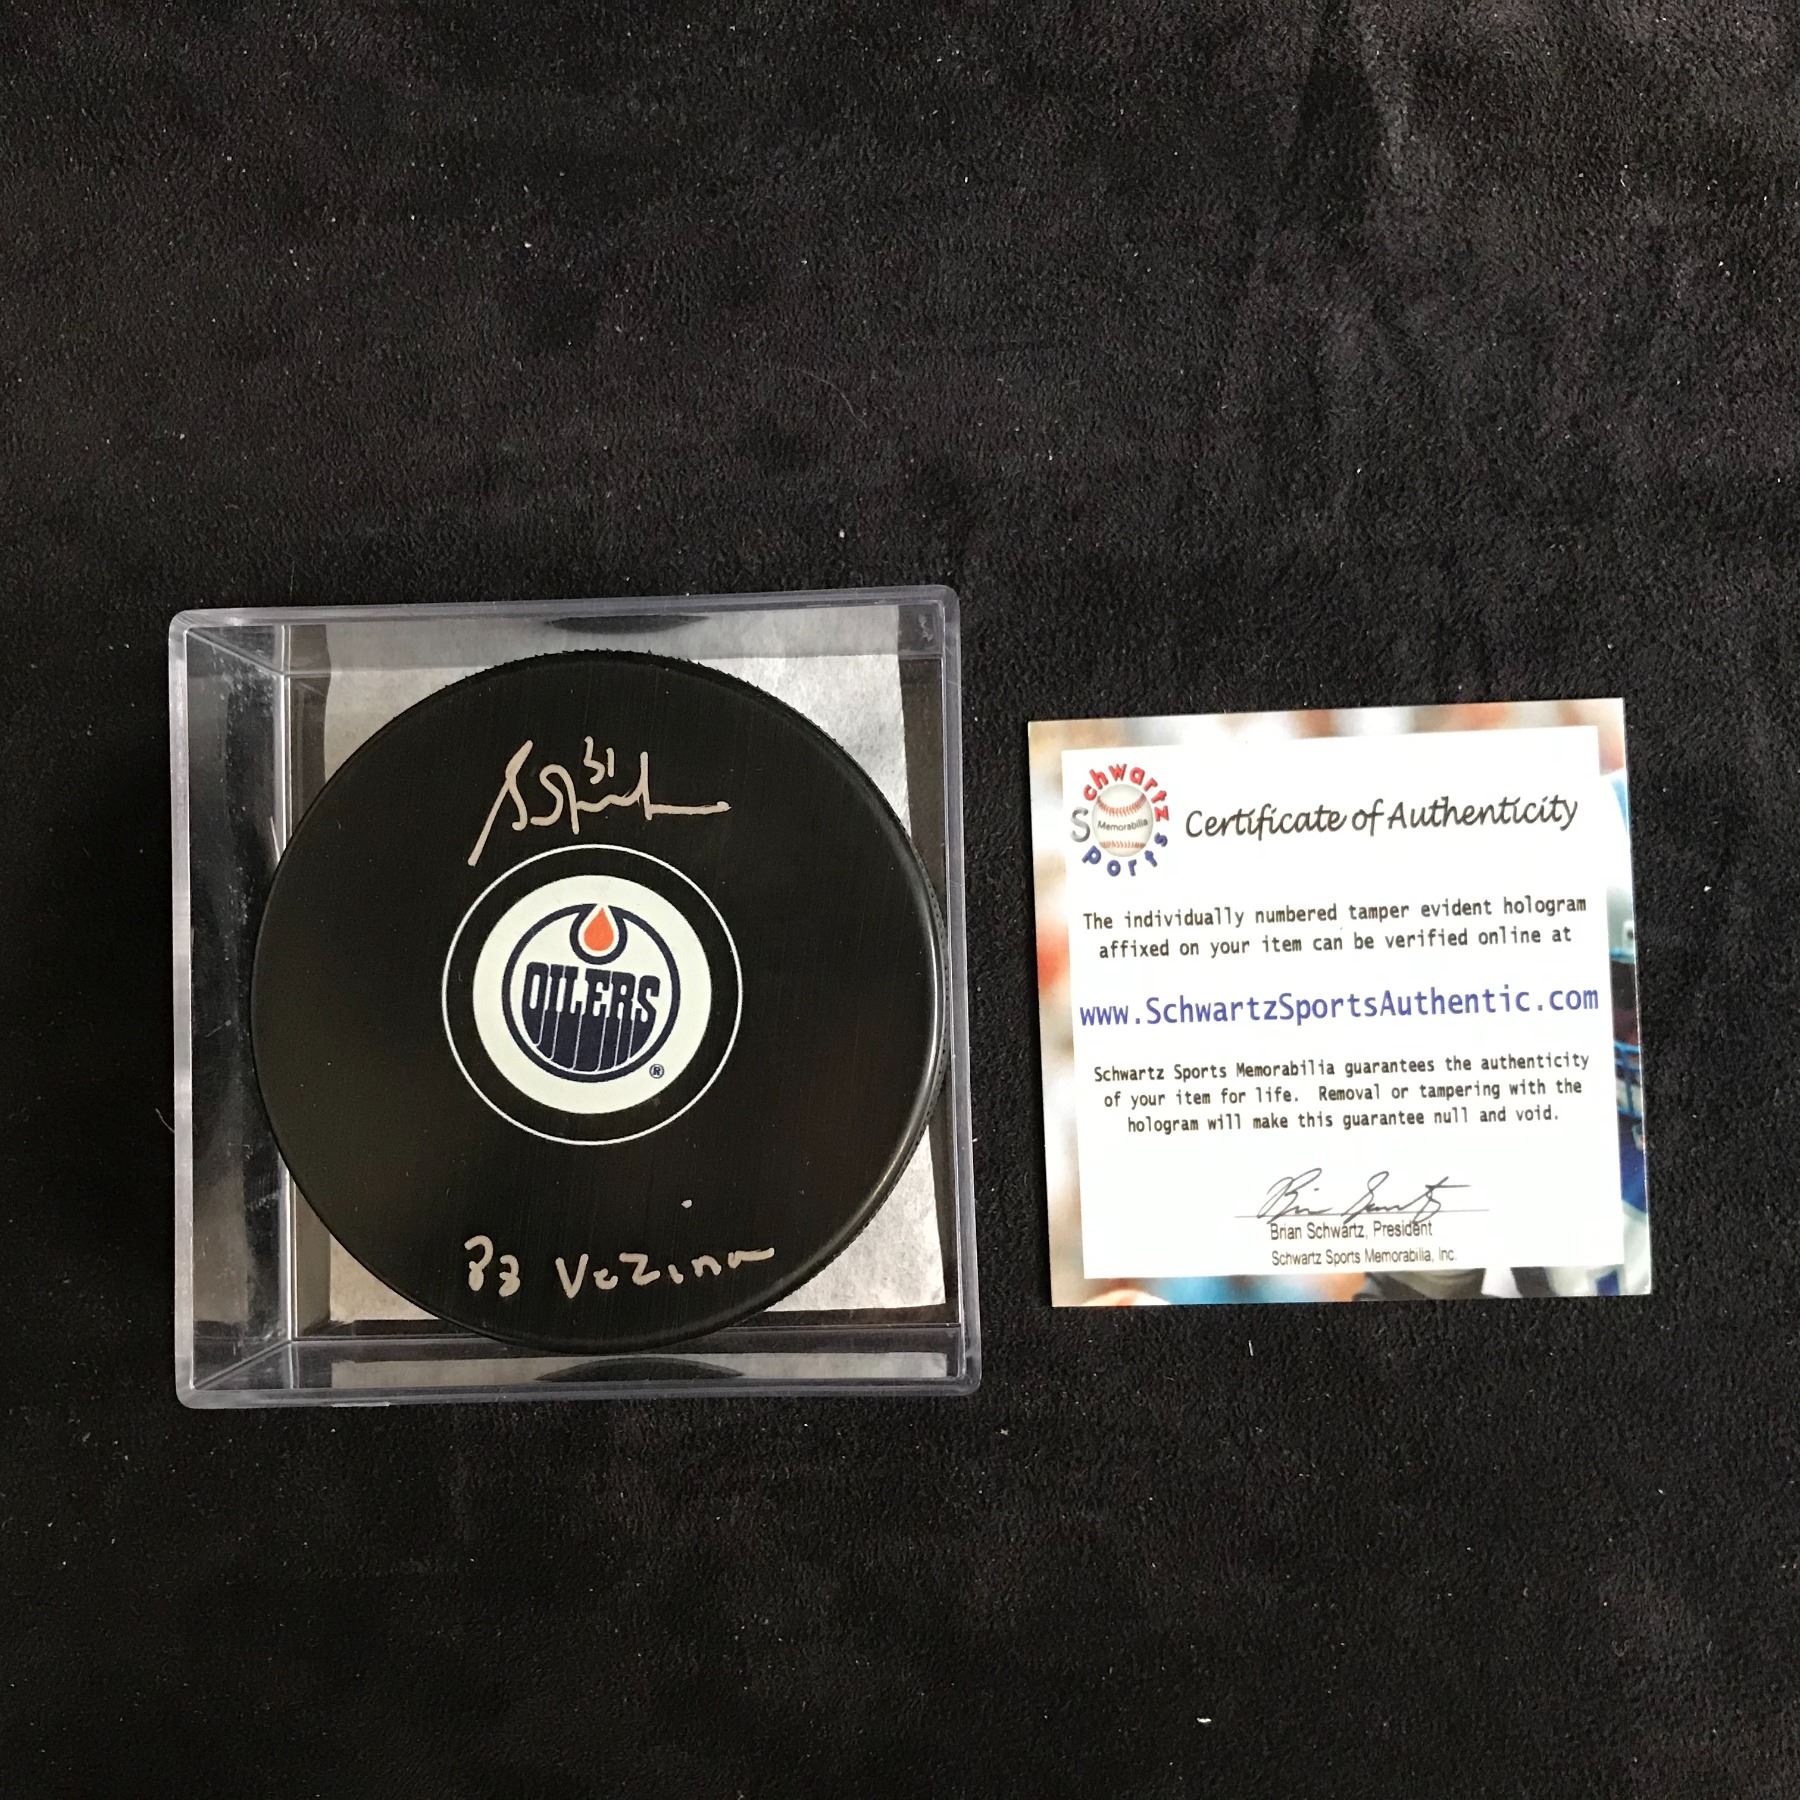 31
OILERS
®
83 Vezina
Schwartz
Sports
Memorabilia
Certificate of Authenticity
The individually numbered tamper evident hologram
affixed on your item can be verified online at
www.SchwartzSportsAuthentic.com
Schwartz Sports Memorabilia guarantees the authenticity
of your item for life. Removal or tampering with the
hologram will make this guarantee null and void.
Brian Schwartz, President
Schwartz Sports Memorabilia, Inc.